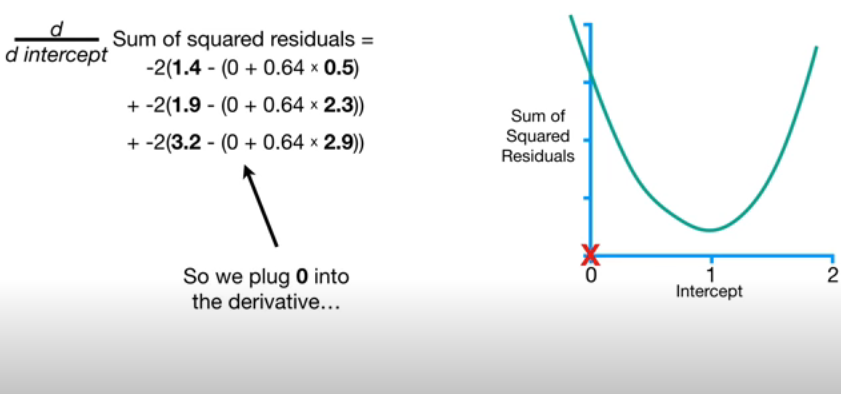 d
d intercept
Sum of squared residuals =
-2(1.4 - (0 + 0.64 × 0.5)
+ -2(1.9 - (0 + 0.64 × 2.3))
+ -2(3.2 - (0 + 0.64 × 2.9))
So we plug 0 into
the derivative...
Sum of
Squared
Residuals
X
0 1 2
Intercept